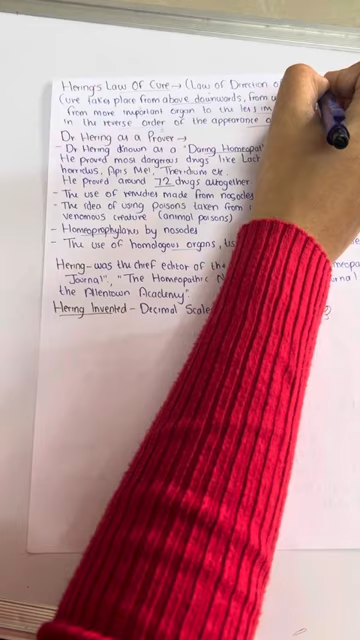 Hering's Law Of Cure → (Law of Direction o
Cure takes place from above downwards, from
from more important organ to the less im
in the reverse order of the appearance o
Dr Hering as a Prover →
- Dr Hering known as a "Daring Homeopat
He proved most dangerous drugs like Lach
horridus, Apis Mel, Theridium etc.
He proved around 72 drugs altogether
- The use of remedies made from nosodes
- The idea of using poisons taken from
venomous creature (animal poisons)
- Homeoprophylaxis by nosodes
- The use of homologous organs,
Hering - was the chief editor of the
Journal", "The Homeopathic
the Allentown Academy".
Hering Invented - Decimal Scale